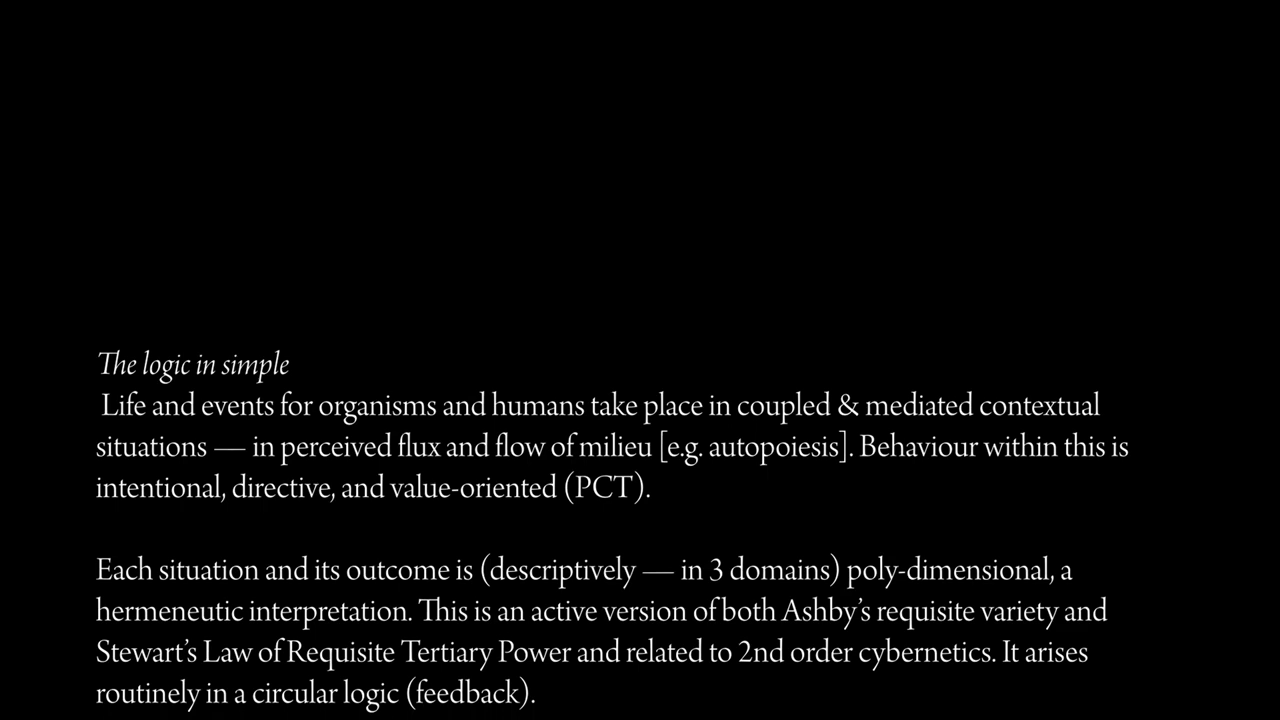 The logic in simple
Life and events for organisms and humans take place in coupled & mediated contextual
situations — in perceived flux and flow of milieu [e.g. autopoiesis]. Behaviour within this is
intentional, directive, and value-oriented (PCT).
Each situation and its outcome is (descriptively — in 3 domains) poly-dimensional, a
hermeneutic interpretation. This is an active version of both Ashby’s requisite variety and
Stewart’s Law of Requisite Tertiary Power and related to 2nd order cybernetics. It arises
routinely in a circular logic (feedback).